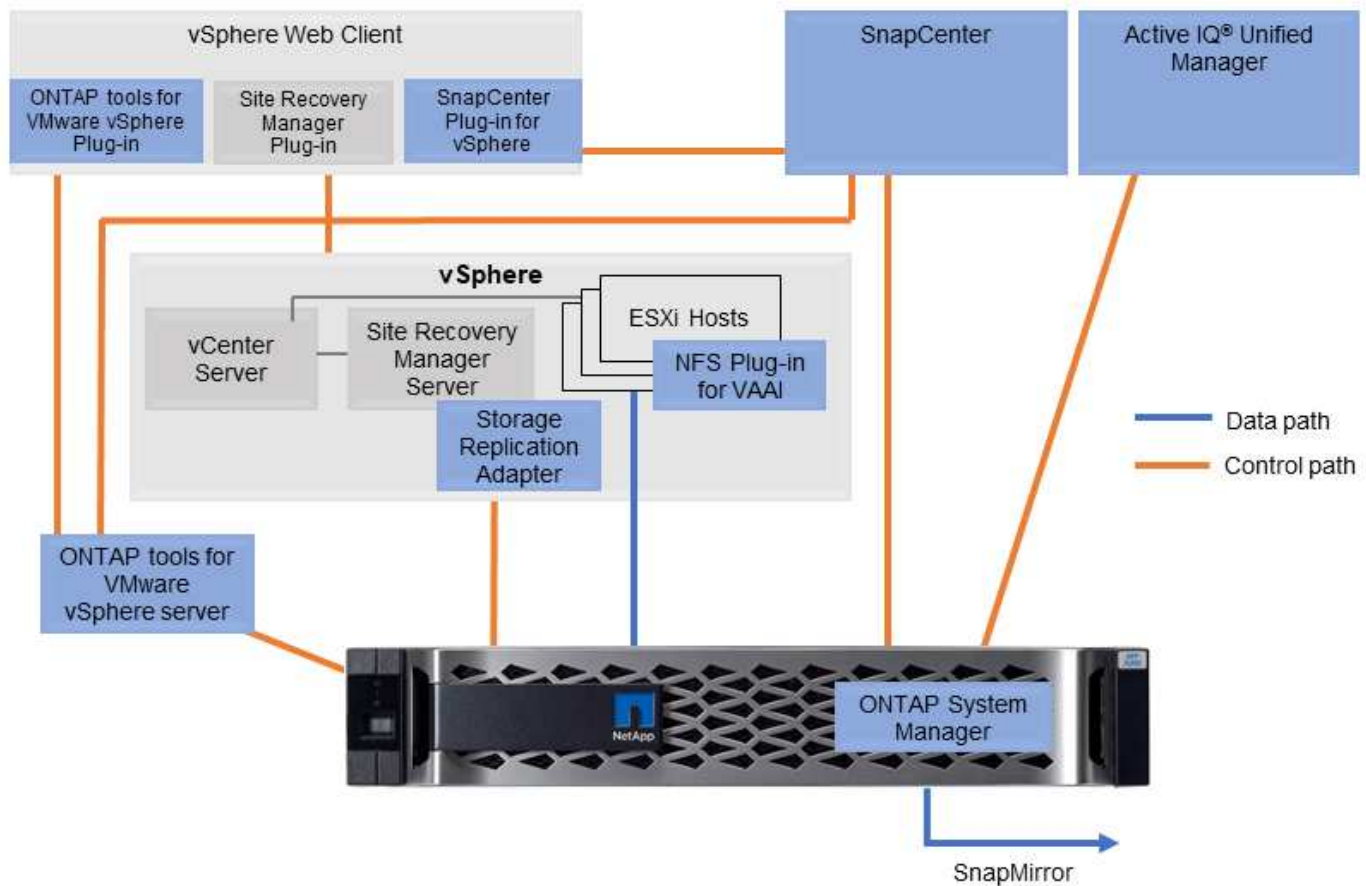 vSphere Web Client
ONTAP tools for
VMware vSphere
Plug-in
Site Recovery
Manager
Plug-in
SnapCenter
Plug-in for
vSphere
SnapCenter
Active IQ® Unified
Manager
vSphere
vCenter
Server
Site Recovery
Manager
Server
Storage
Replication
Adapter
ESXi Hosts
NFS Plug-in
for VAAI
Data path
Control path
ONTAP tools for
VMware
vSphere server
NetApp
ONTAP System
Manager
SnapMirror